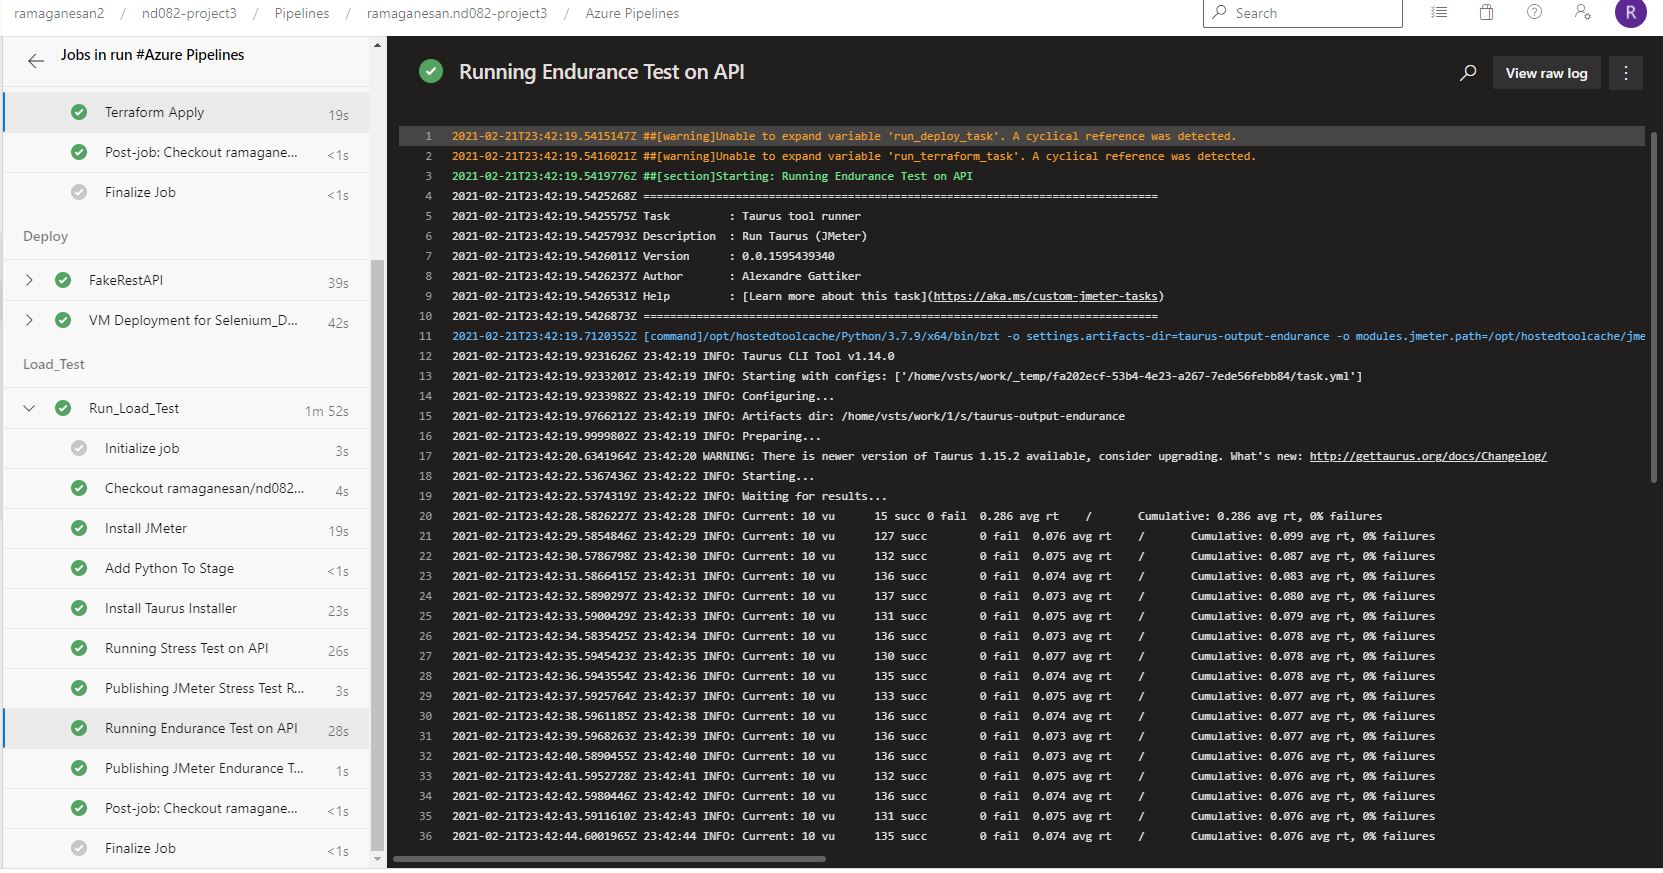 ramaganesan2 / nd082-project3 / Pipelines / ramaganesan.nd082-project3 / Azure Pipelines
Search
R
Jobs in run #Azure Pipelines
Terraform Apply 19s
Post-job: Checkout ramagane... <1s
Finalize Job <1s
Deploy
FakeRestAPI 39s
VM Deployment for Selenium_D... 42s
Load_Test
Run_Load_Test 1m 52s
Initialize job 3s
Checkout ramaganesan/nd082... 4s
Install JMeter 19s
Add Python To Stage <1s
Install Taurus Installer 23s
Running Stress Test on API 26s
Publishing JMeter Stress Test R... 3s
Running Endurance Test on API 28s
Publishing JMeter Endurance T... 1s
Post-job: Checkout ramagane... <1s
Finalize Job <1s
Running Endurance Test on API
View raw log
1 2021-02-21T23:42:19.5415147Z ##[warning]Unable to expand variable 'run_deploy_task'. A cyclical reference was detected.
2 2021-02-21T23:42:19.5416021Z ##[warning]Unable to expand variable 'run_terraform_task'. A cyclical reference was detected.
3 2021-02-21T23:42:19.5419776Z ##[section]Starting: Running Endurance Test on API
4 2021-02-21T23:42:19.5425268Z ==============================================================================
5 2021-02-21T23:42:19.5425575Z Task : Taurus tool runner
6 2021-02-21T23:42:19.5425793Z Description : Run Taurus (JMeter)
7 2021-02-21T23:42:19.5426011Z Version : 0.0.1595439340
8 2021-02-21T23:42:19.5426237Z Author : Alexandre Gattiker
9 2021-02-21T23:42:19.5426531Z Help : [Learn more about this task](https://aka.ms/custom-jmeter-tasks)
10 2021-02-21T23:42:19.5426873Z ==============================================================================
11 2021-02-21T23:42:19.7120352Z [command]/opt/hostedtoolcache/Python/3.7.9/x64/bin/bzt -o settings.artifacts-dir=taurus-output-endurance -o modules.jmeter.path=/opt/hostedtoolcache/jme
12 2021-02-21T23:42:19.9231626Z 23:42:19 INFO: Taurus CLI Tool v1.14.0
13 2021-02-21T23:42:19.9233201Z 23:42:19 INFO: Starting with configs: ['/home/vsts/work/_temp/fa202ecf-53b4-4e23-a267-7ede56febb84/task.yml']
14 2021-02-21T23:42:19.9233982Z 23:42:19 INFO: Configuring...
15 2021-02-21T23:42:19.9766212Z 23:42:19 INFO: Artifacts dir: /home/vsts/work/1/s/taurus-output-endurance
16 2021-02-21T23:42:19.9999802Z 23:42:19 INFO: Preparing...
17 2021-02-21T23:42:20.6341964Z 23:42:20 WARNING: There is newer version of Taurus 1.15.2 available, consider upgrading. What's new: http://gettaurus.org/docs/Changelog/
18 2021-02-21T23:42:22.5367436Z 23:42:22 INFO: Starting...
19 2021-02-21T23:42:22.5374319Z 23:42:22 INFO: Waiting for results...
20 2021-02-21T23:42:28.5826227Z 23:42:28 INFO: Current: 10 vu 15 succ 0 fail 0.286 avg rt / Cumulative: 0.286 avg rt, 0% failures
21 2021-02-21T23:42:29.5854846Z 23:42:29 INFO: Current: 10 vu 127 succ 0 fail 0.076 avg rt / Cumulative: 0.099 avg rt, 0% failures
22 2021-02-21T23:42:30.5786798Z 23:42:30 INFO: Current: 10 vu 132 succ 0 fail 0.075 avg rt / Cumulative: 0.087 avg rt, 0% failures
23 2021-02-21T23:42:31.5866415Z 23:42:31 INFO: Current: 10 vu 136 succ 0 fail 0.074 avg rt / Cumulative: 0.083 avg rt, 0% failures
24 2021-02-21T23:42:32.5890297Z 23:42:32 INFO: Current: 10 vu 137 succ 0 fail 0.073 avg rt / Cumulative: 0.080 avg rt, 0% failures
25 2021-02-21T23:42:33.5900429Z 23:42:33 INFO: Current: 10 vu 131 succ 0 fail 0.075 avg rt / Cumulative: 0.079 avg rt, 0% failures
26 2021-02-21T23:42:34.5835425Z 23:42:34 INFO: Current: 10 vu 136 succ 0 fail 0.073 avg rt / Cumulative: 0.078 avg rt, 0% failures
27 2021-02-21T23:42:35.5945423Z 23:42:35 INFO: Current: 10 vu 130 succ 0 fail 0.077 avg rt / Cumulative: 0.078 avg rt, 0% failures
28 2021-02-21T23:42:36.5943554Z 23:42:36 INFO: Current: 10 vu 135 succ 0 fail 0.074 avg rt / Cumulative: 0.078 avg rt, 0% failures
29 2021-02-21T23:42:37.5925764Z 23:42:37 INFO: Current: 10 vu 133 succ 0 fail 0.075 avg rt / Cumulative: 0.077 avg rt, 0% failures
30 2021-02-21T23:42:38.5961185Z 23:42:38 INFO: Current: 10 vu 136 succ 0 fail 0.074 avg rt / Cumulative: 0.077 avg rt, 0% failures
31 2021-02-21T23:42:39.5968263Z 23:42:39 INFO: Current: 10 vu 136 succ 0 fail 0.073 avg rt / Cumulative: 0.077 avg rt, 0% failures
32 2021-02-21T23:42:40.5890455Z 23:42:40 INFO: Current: 10 vu 136 succ 0 fail 0.073 avg rt / Cumulative: 0.076 avg rt, 0% failures
33 2021-02-21T23:42:41.5952728Z 23:42:41 INFO: Current: 10 vu 132 succ 0 fail 0.075 avg rt / Cumulative: 0.076 avg rt, 0% failures
34 2021-02-21T23:42:42.5980446Z 23:42:42 INFO: Current: 10 vu 136 succ 0 fail 0.074 avg rt / Cumulative: 0.076 avg rt, 0% failures
35 2021-02-21T23:42:43.5911610Z 23:42:43 INFO: Current: 10 vu 131 succ 0 fail 0.075 avg rt / Cumulative: 0.076 avg rt, 0% failures
36 2021-02-21T23:42:44.6001965Z 23:42:44 INFO: Current: 10 vu 135 succ 0 fail 0.074 avg rt / Cumulative: 0.076 avg rt, 0% failures